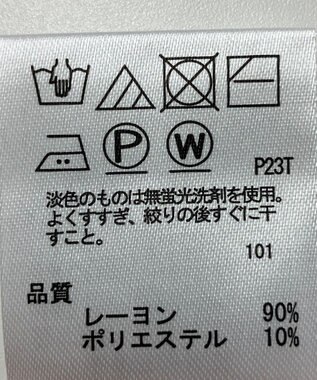 P W
P23T
淡色のものは無蛍光洗剤を使用。
よくすすぎ、絞りの後すぐに干
すこと。
101
品質
レーヨン 90%
ポリエステル 10%